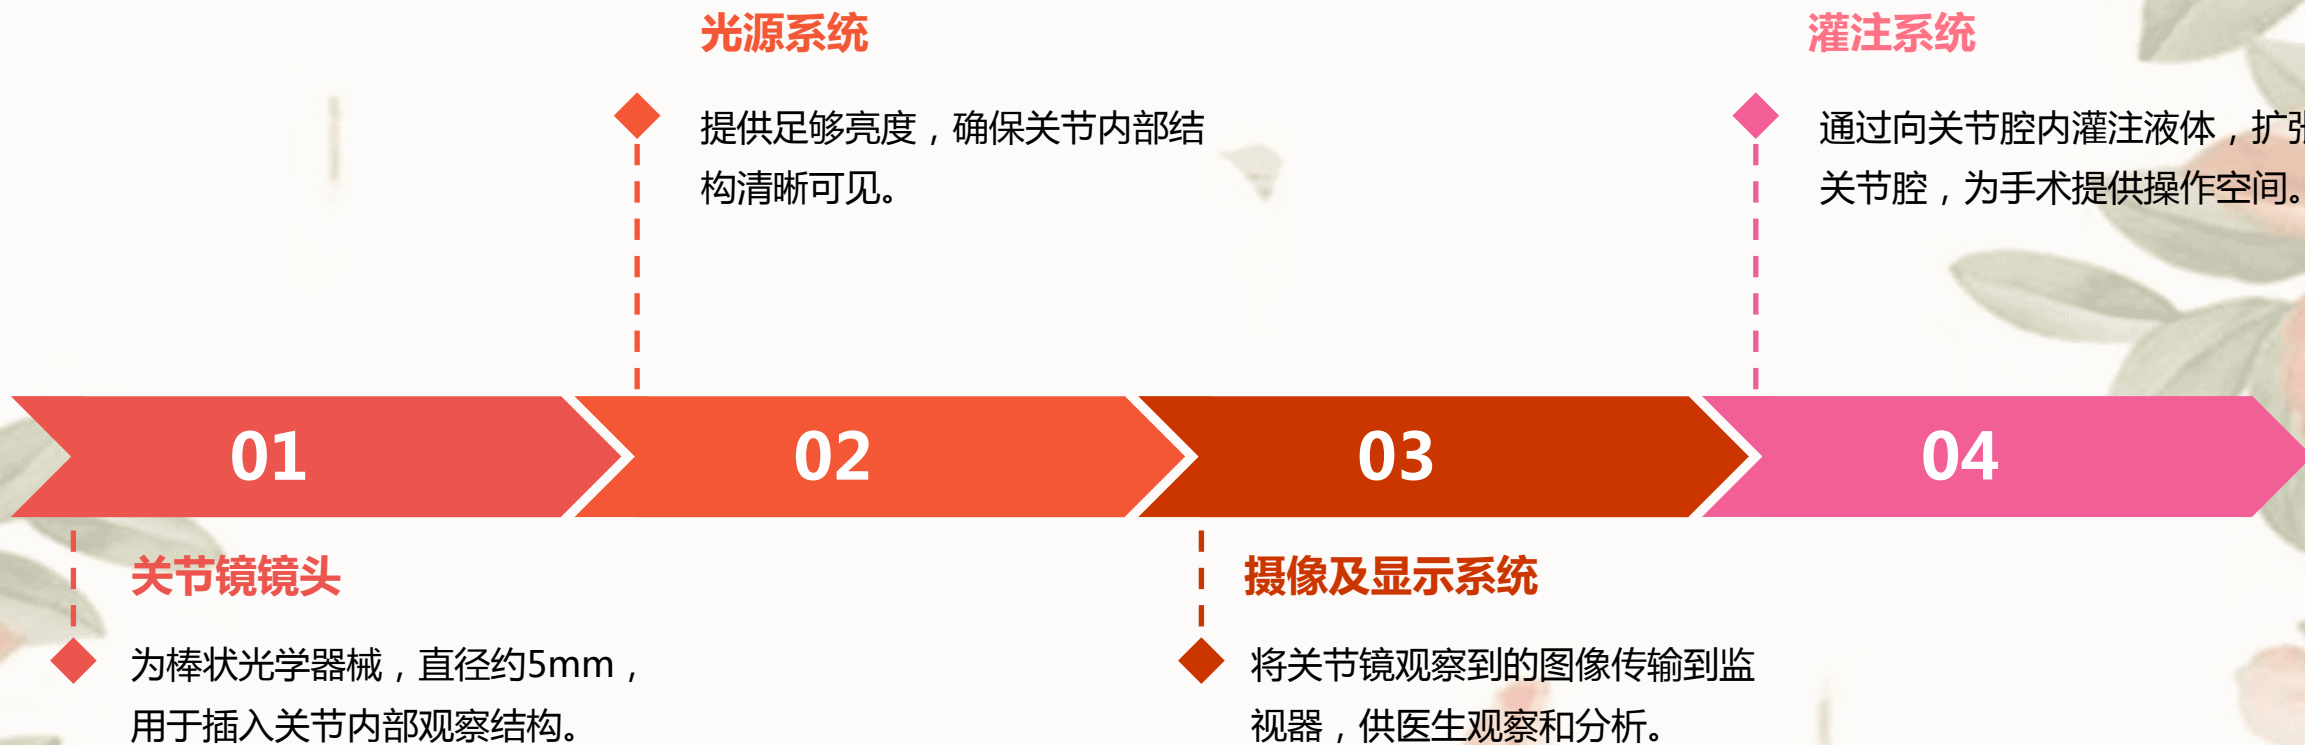 光源系统
提供足够亮度，确保关节内部结
构清晰可见。
灌注系统
通过向关节腔内灌注液体，扩张
关节腔，为手术提供操作空间。
01
02
03
04
关节镜镜头
为棒状光学器械，直径约5mm，
用于插入关节内部观察结构。
摄像及显示系统
将关节镜观察到的图像传输到监
视器，供医生观察和分析。